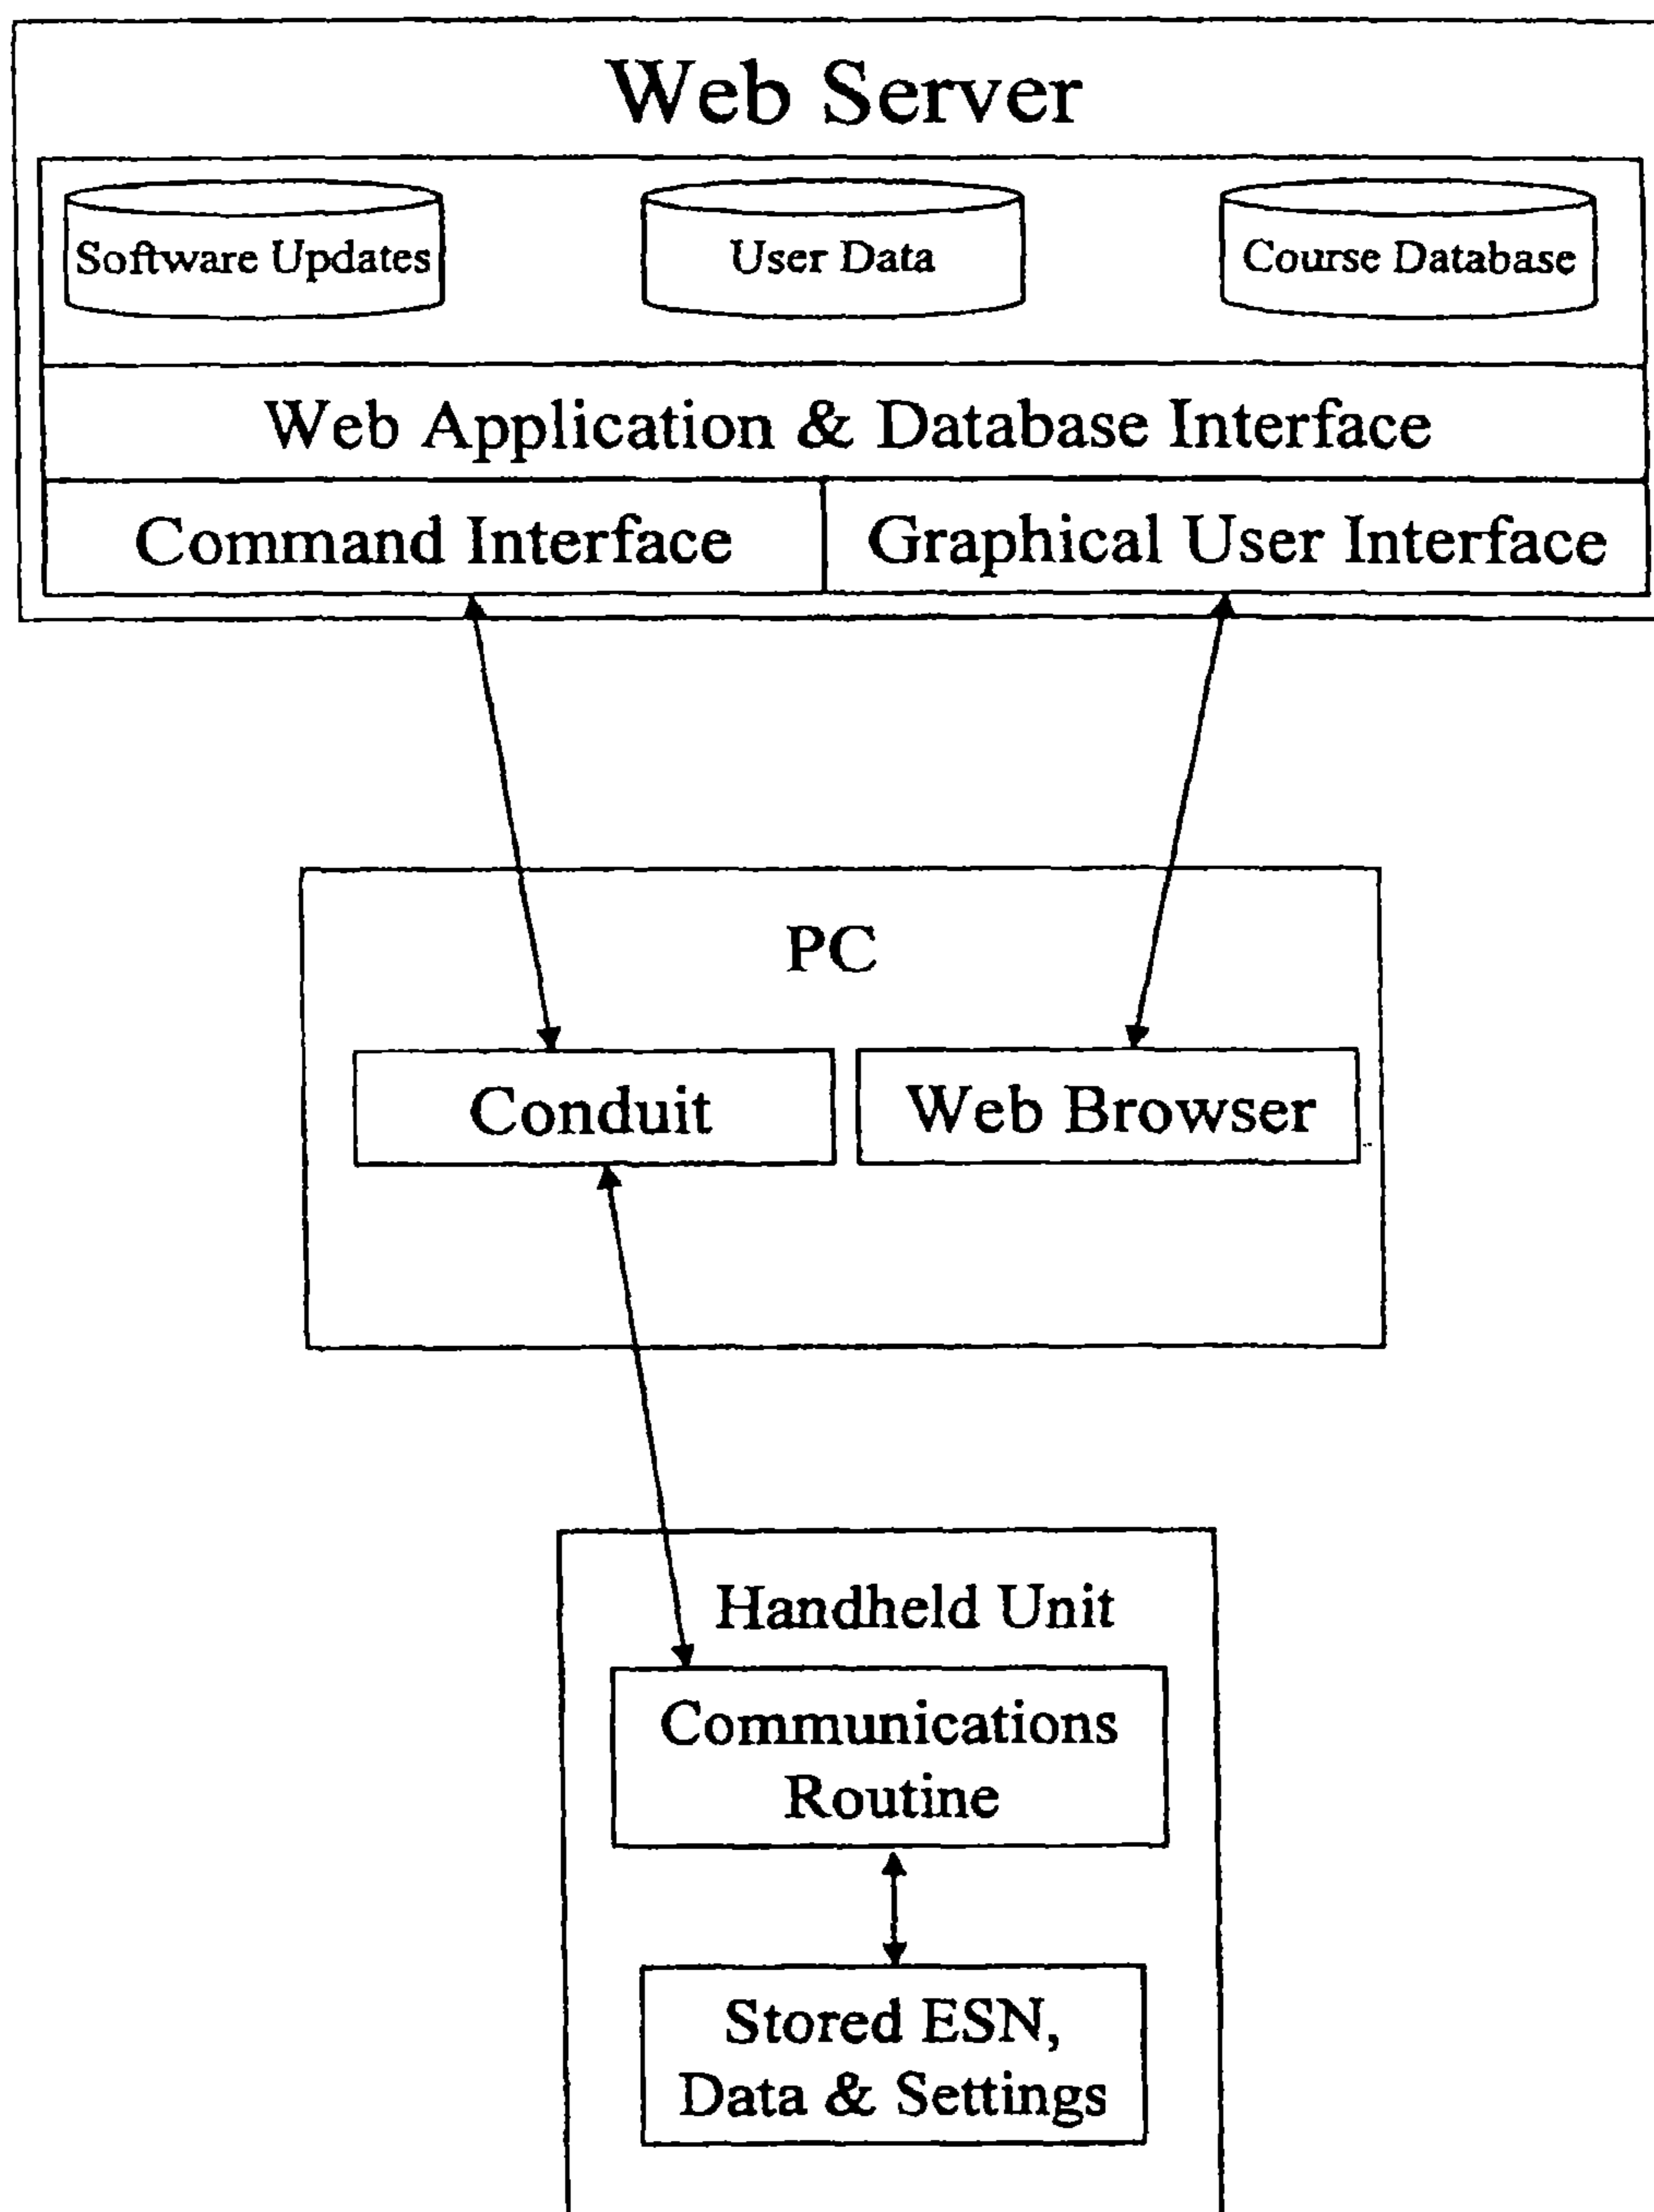 Web Server
Software Updates
User Data
Course Database
Web Application & Database Interface
Command Interface
Graphical User Interface
PC
Conduit
Web Browser
Handheld Unit
Communications
Routine
Stored ESN,
Data & Settings